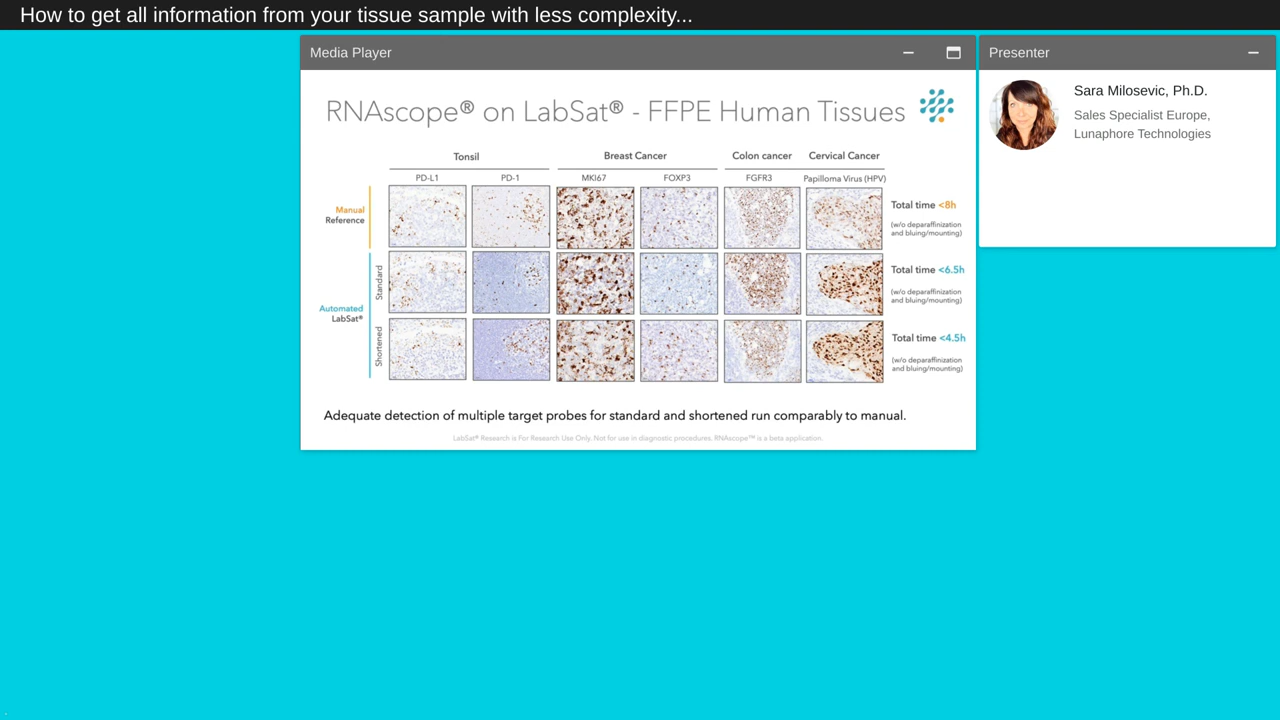 How to get all information from your tissue sample with less complexity...
Media Player
Presenter
Sara Milosevic, Ph.D.
Sales Specialist Europe,
Lunaphore Technologies
RNAscope® on LabSat® - FFPE Human Tissues
Tonsil
Breast Cancer
Colon cancer
Cervical Cancer
PD-L1
PD-1
MKI67
FOXP3
FGFR3
Papilloma Virus (HPV)
Manual
Reference
Total time <8h
(w/o deparaffinization
and bluing/mounting)
Automated
LabSat®
Standard
Total time <6.5h
(w/o deparaffinization
and bluing/mounting)
Shortened
Total time <4.5h
(w/o deparaffinization
and bluing/mounting)
Adequate detection of multiple target probes for standard and shortened run comparably to manual.
LabSat® Research is For Research Use Only. Not for use in diagnostic procedures. RNAscope™ is a beta application.